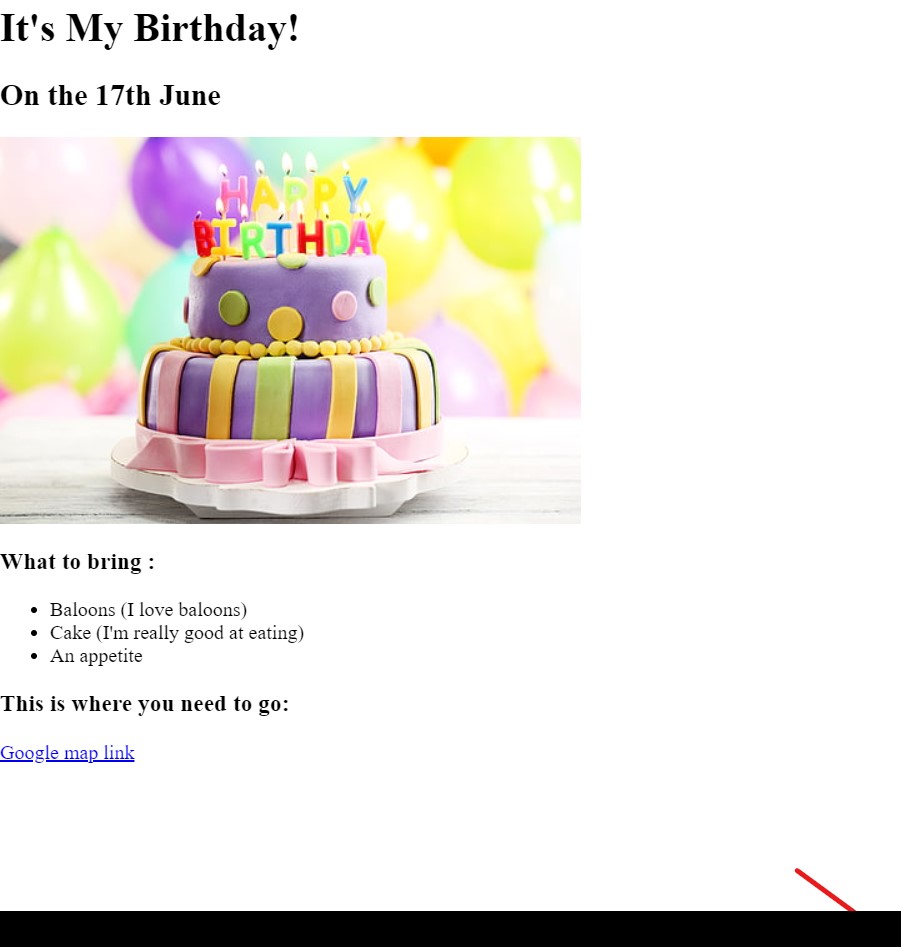 It's My Birthday!
On the 17th June
HAPPY
BIRTHDAY
What to bring :
Baloons (I love baloons)
Cake (I'm really good at eating)
An appetite
This is where you need to go:
Google map link